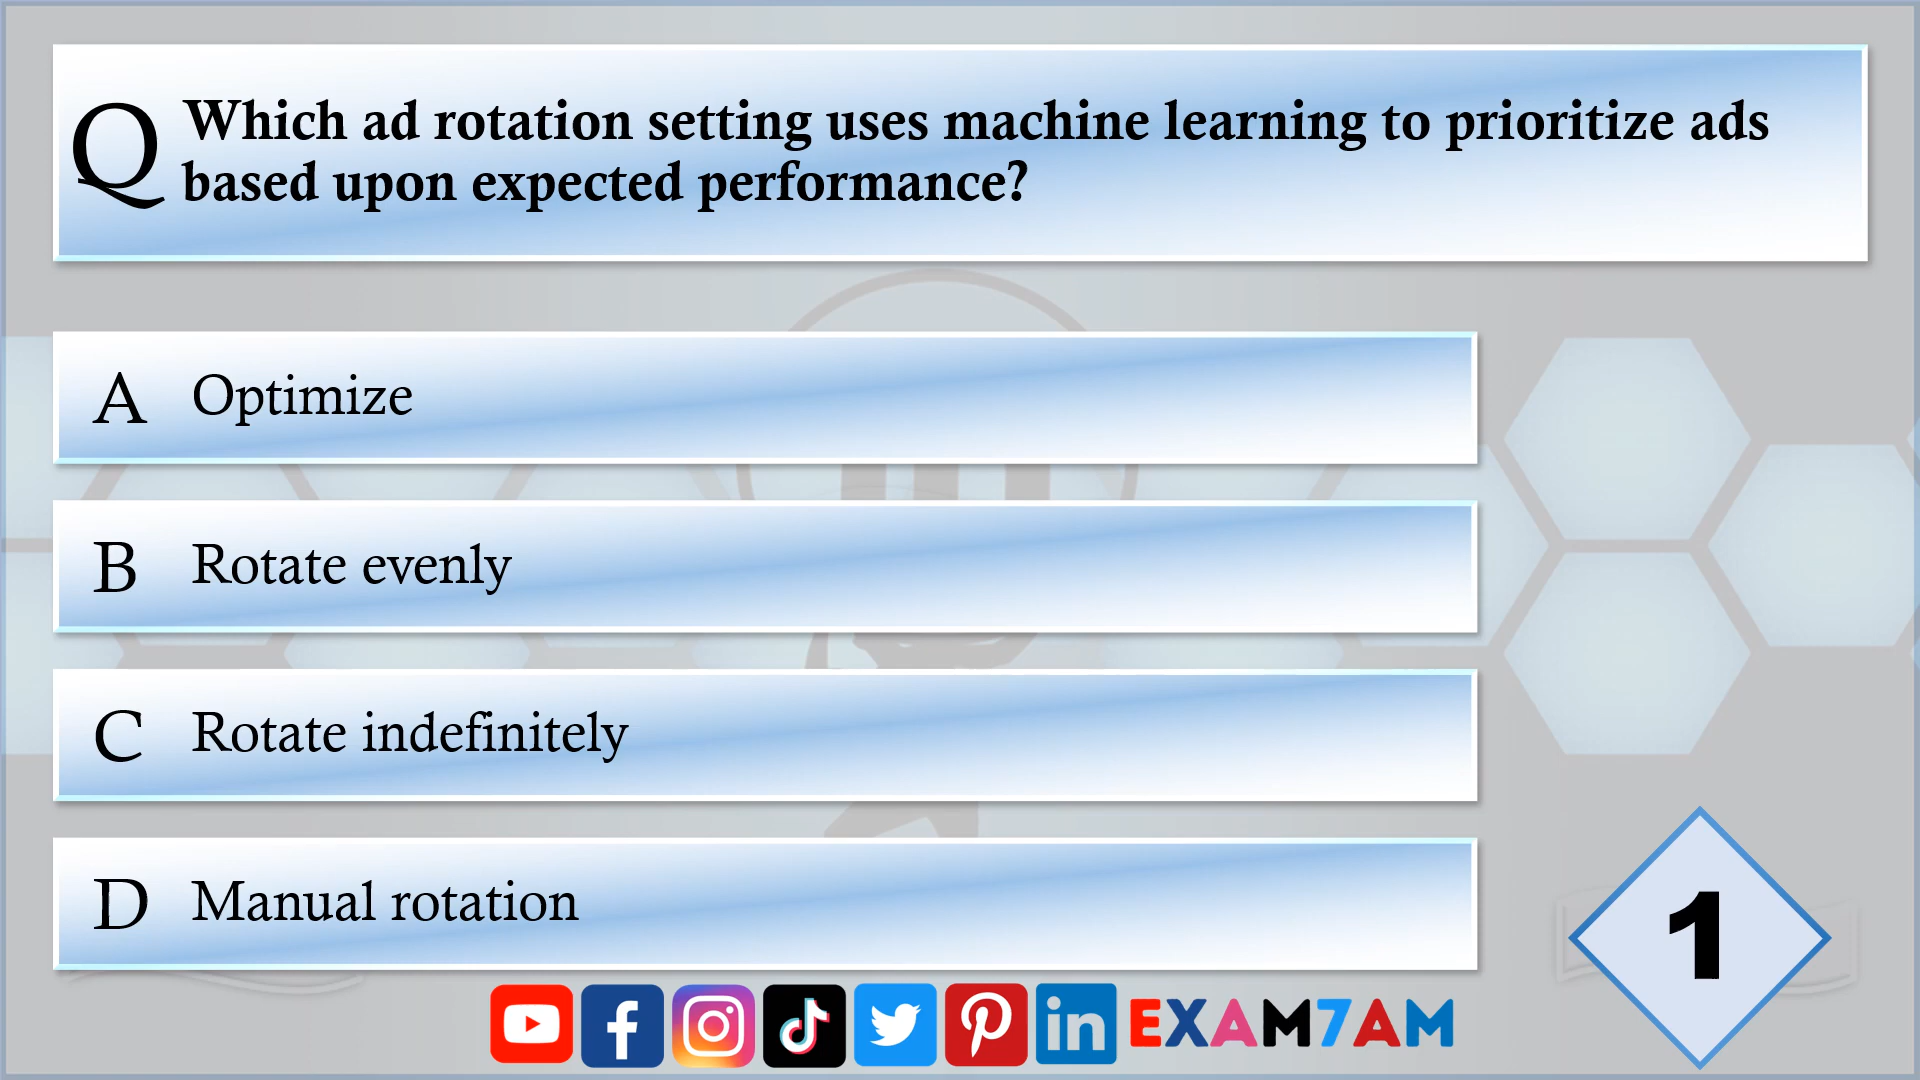 Q Which ad rotation setting uses machine learning to prioritize ads
based upon expected performance?
A Optimize
B Rotate evenly
C Rotate indefinitely
D Manual rotation
1
EXAM7AM